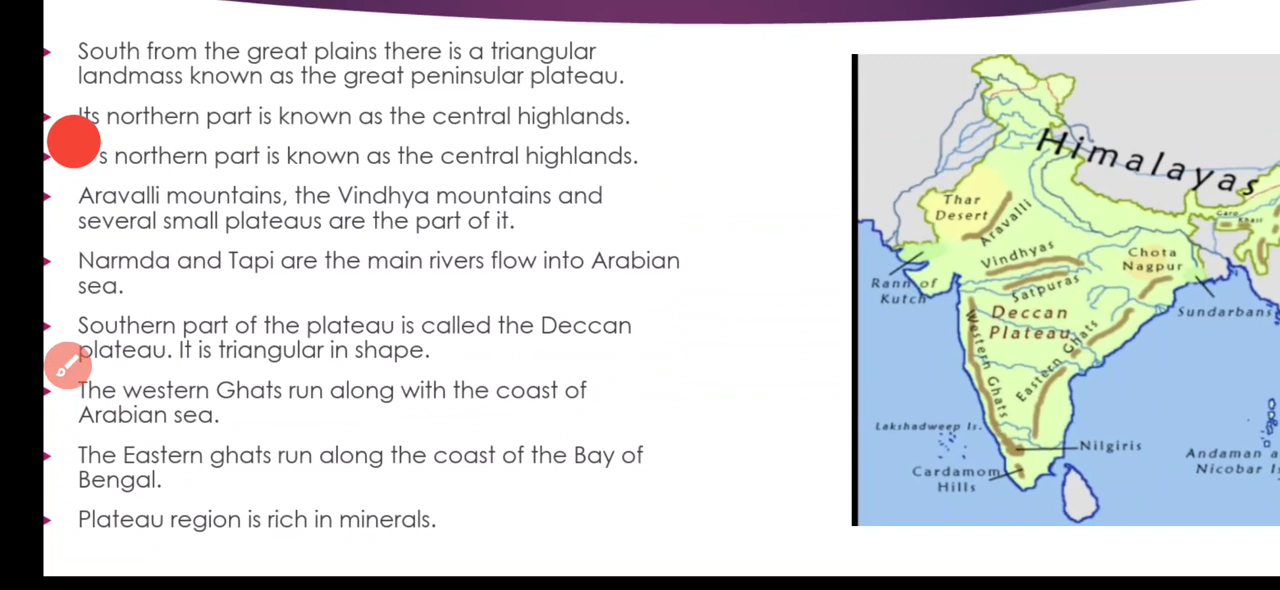 South from the great plains there is a triangular
landmass known as the great peninsular plateau.
Its northern part is known as the central highlands.
s northern part is known as the central highlands.
Aravalli mountains, the Vindhya mountains and
several small plateaus are the part of it.
Narmda and Tapi are the main rivers flow into Arabian
sea.
Southern part of the plateau is called the Deccan
plateau. It is triangular in shape.
The western Ghats run along with the coast of
Arabian sea.
The Eastern ghats run along the coast of the Bay of
Bengal.
Plateau region is rich in minerals.
Himalayas
Thar
Desert
Aravalli
Vindhyas
Satpuras
Chota
Nagpur
Garo
Khasi
Rann of
Kutch
Sundarbans
Deccan
Plateau
Western Ghats
Eastern Ghats
Lakshadweep Is.
Nilgiris
Cardamom
Hills
Andaman a
Nicobar I